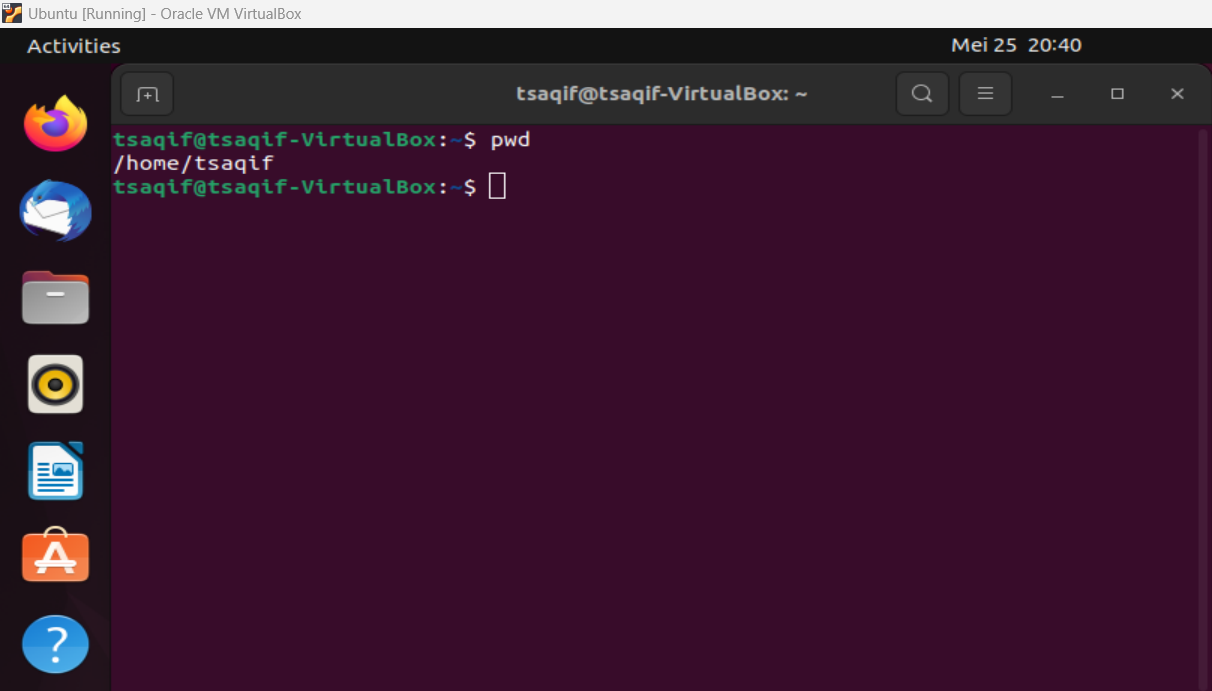 Ubuntu [Running] - Oracle VM VirtualBox
Activities
Mei 25 20:40
tsaqif@tsaqif-VirtualBox: ~
tsaqif@tsaqif-VirtualBox:~$ pwd
/home/tsaqif
tsaqif@tsaqif-VirtualBox:~$